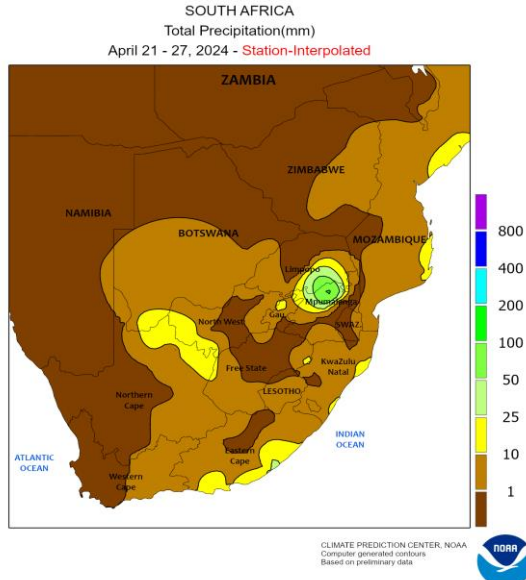 SOUTH AFRICA
Total Precipitation(mm)
April 21 - 27, 2024 - Station-Interpolated
ZAMBIA
ZIMBABWE
NAMIBIA
BOTSWANA
MOZAMBIQUE
Limpopo
Mpumalanga
North West
Gau.
SWAZ.
Free State
KwaZulu
Natal
LESOTHO
Northern
Cape
Eastern
Cape
Western
Cape
ATLANTIC
OCEAN
INDIAN
OCEAN
800
400
200
100
50
25
10
1
CLIMATE PREDICTION CENTER, NOAA
Computer generated contours
Based on preliminary data
NOAA